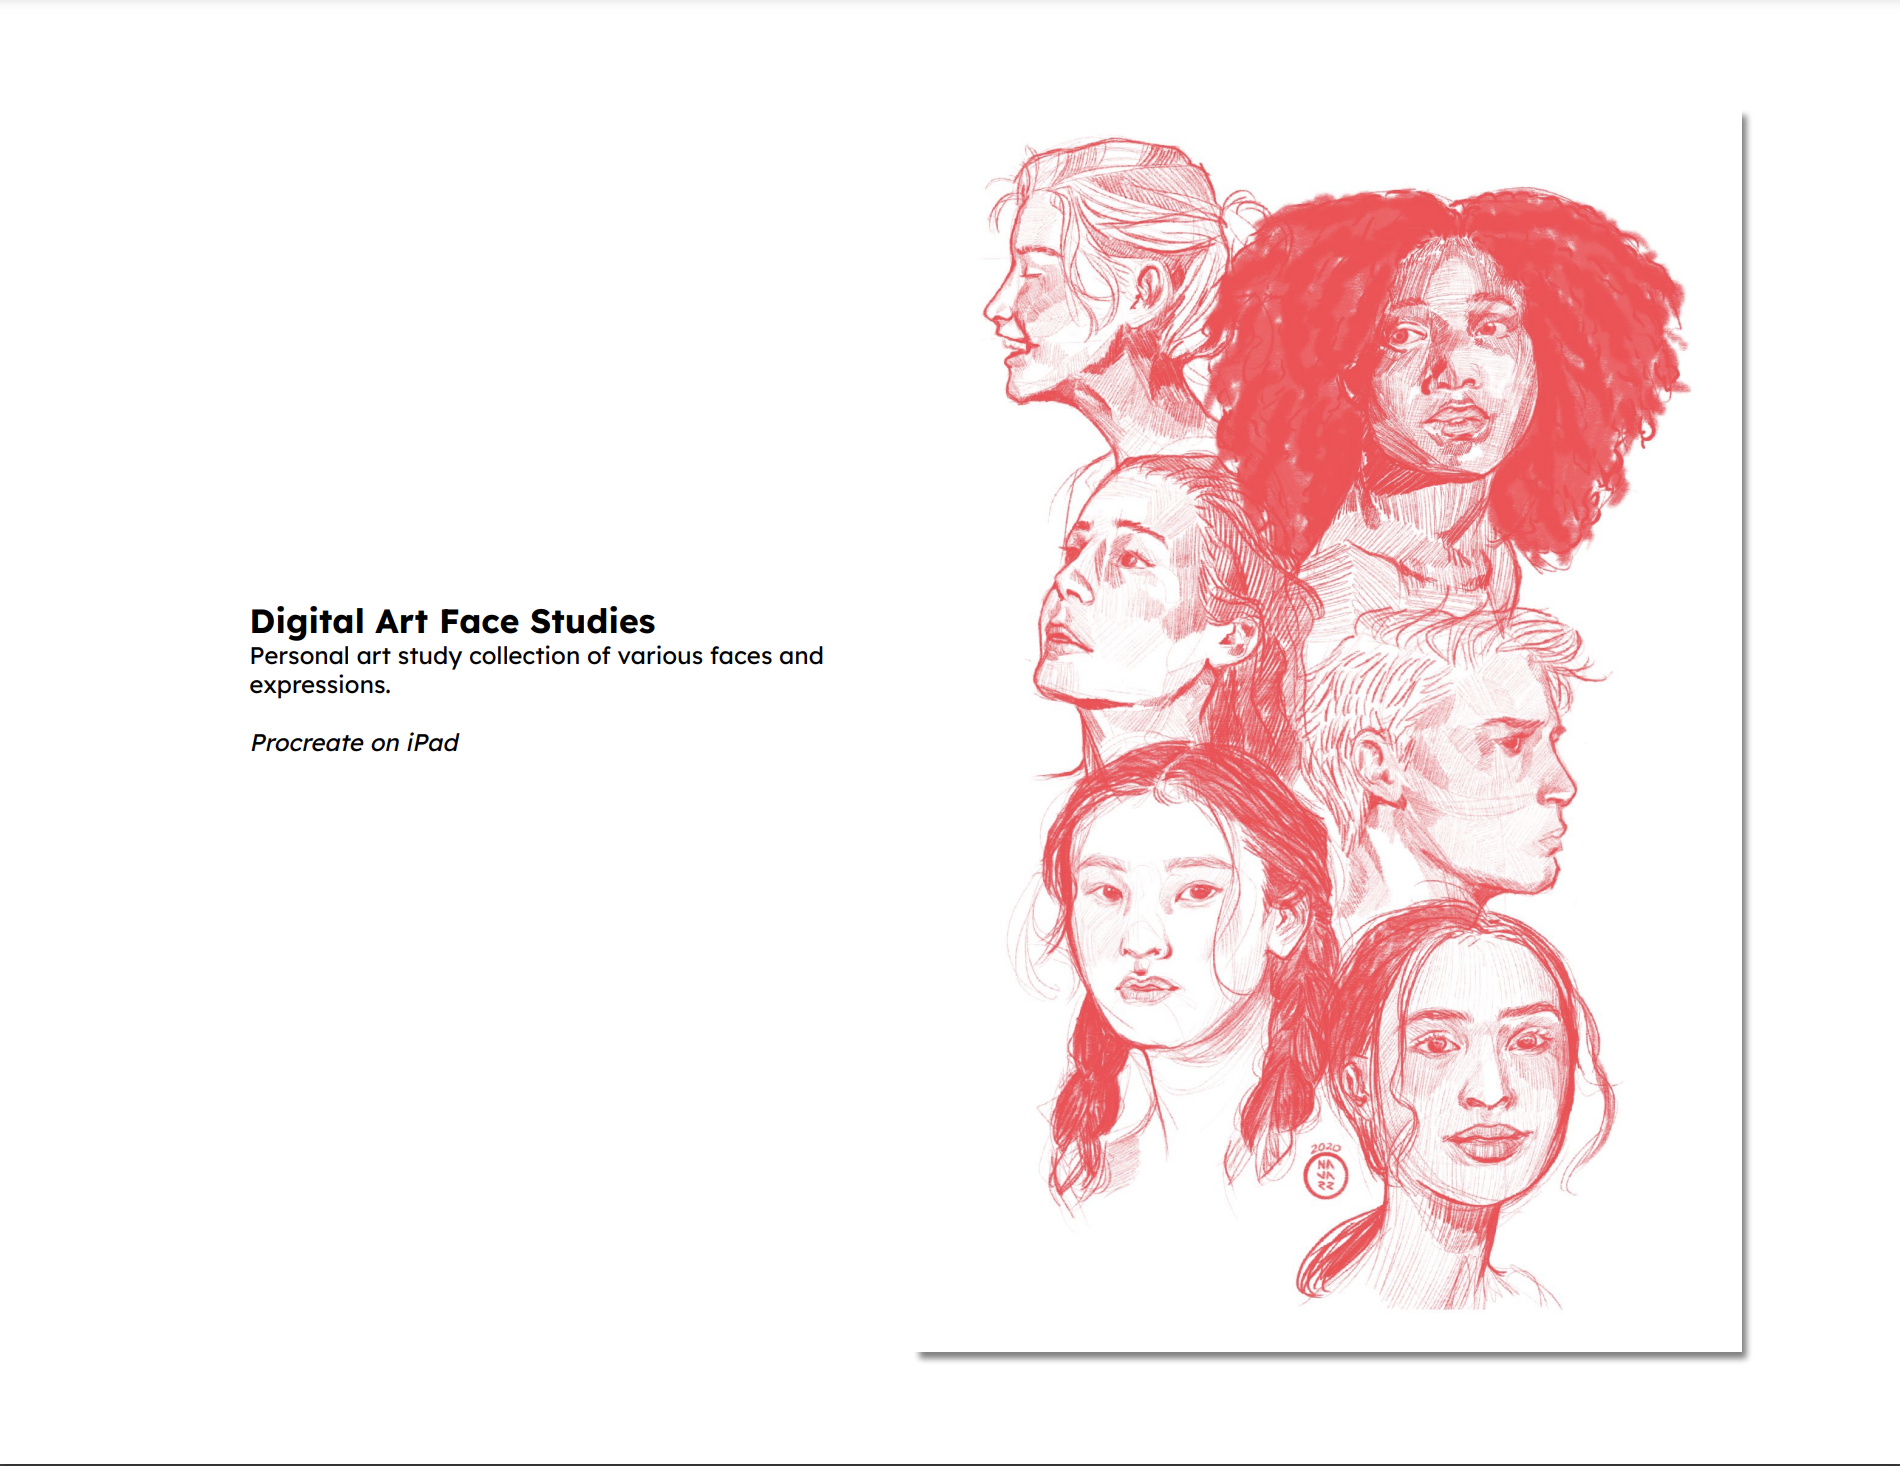 Digital Art Face Studies
Personal art study collection of various faces and
expressions.
Procreate on iPad
2020
NA
VA
ZZ